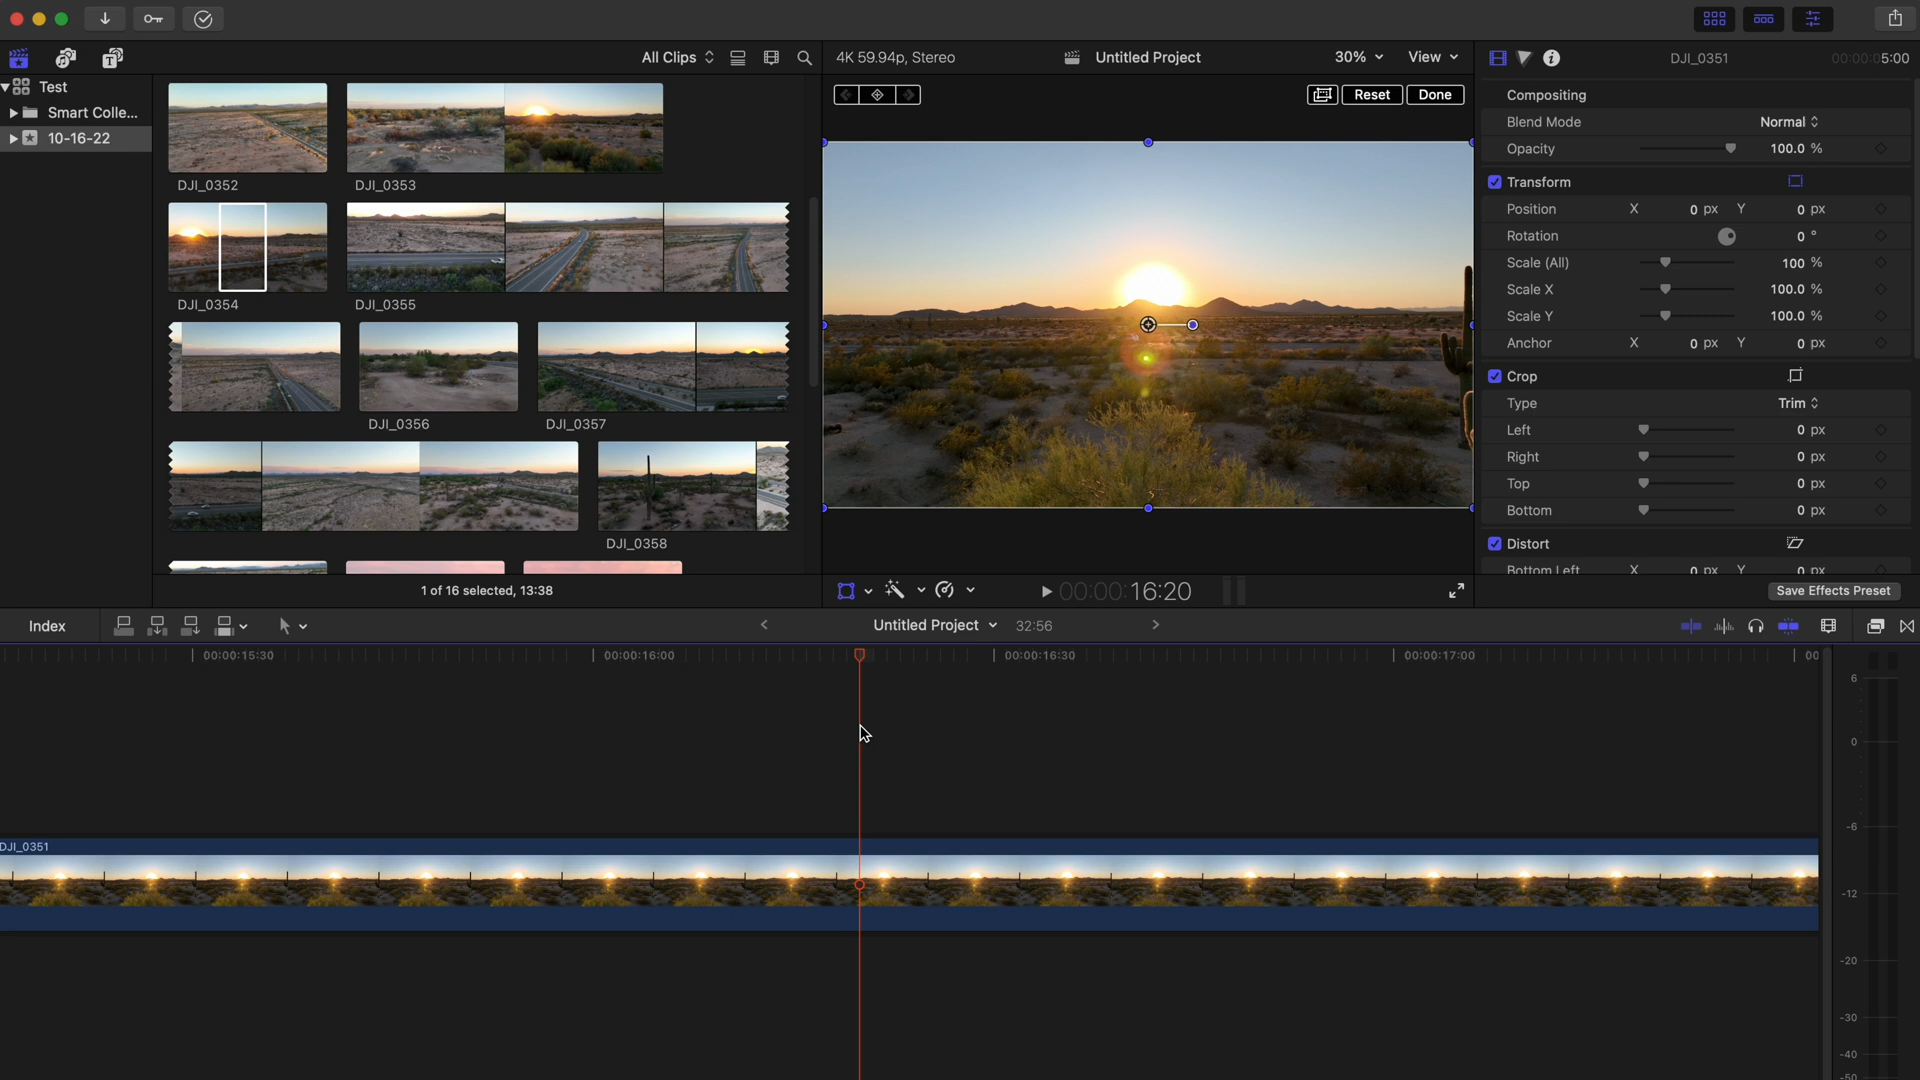 All Clips
4K 59.94p, Stereo
Untitled Project
30%
View
DJI_0351
00:00:05:00
Test
Smart Colle...
10-16-22
DJI_0352
DJI_0353
DJI_0354
DJI_0355
DJI_0356
DJI_0357
DJI_0358
1 of 16 selected, 13:38
Reset
Done
00:00:16:20
Compositing
Blend Mode Normal
Opacity 100.0 %
Transform
Position X 0 px Y 0 px
Rotation 0 °
Scale (All) 100 %
Scale X 100.0 %
Scale Y 100.0 %
Anchor X 0 px Y 0 px
Crop
Type Trim
Left 0 px
Right 0 px
Top 0 px
Bottom 0 px
Distort
Bottom Left X 0 px Y 0 px
Save Effects Preset
Index
Untitled Project
32:56
00:00:15:30
00:00:16:00
00:00:16:30
00:00:17:00
00
DJI_0351
6
0
-6
-12
-20
-30
-40
-50